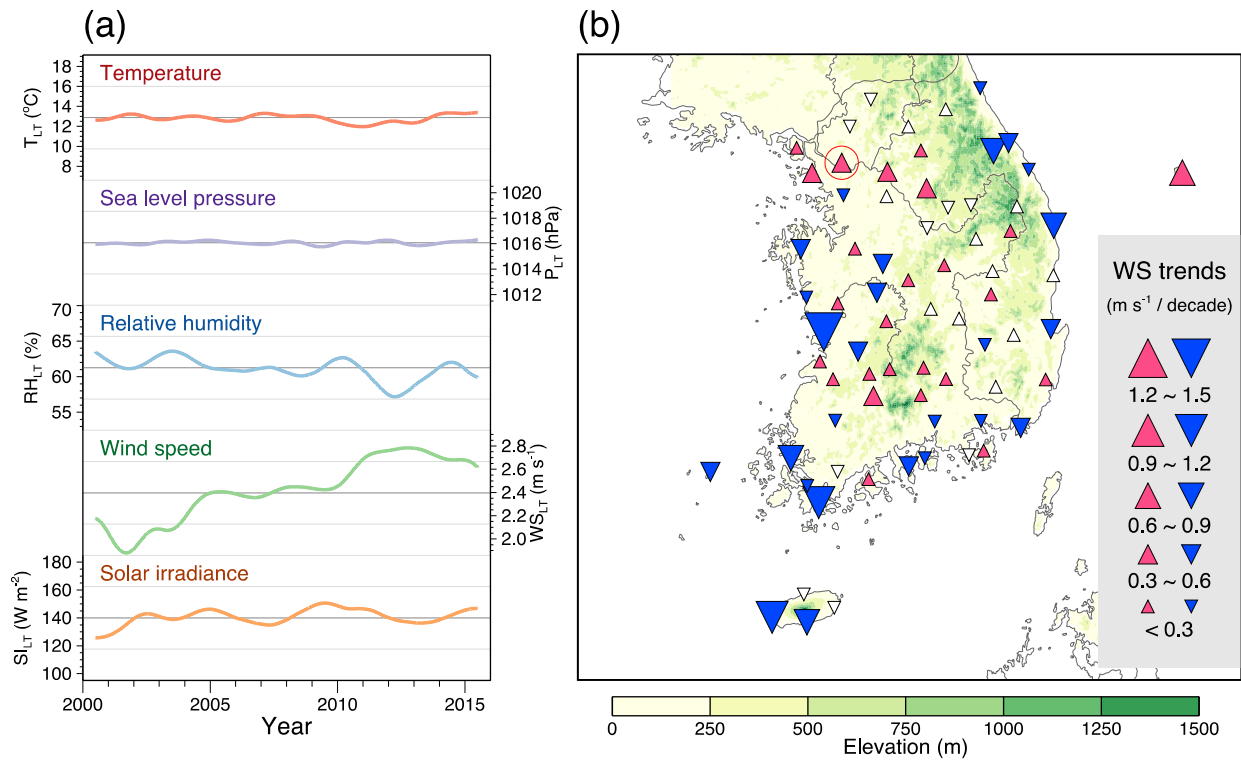 (a)
Temperature
18
16
14
12
10
8
T_LT (°C)
Sea level pressure
1020
1018
1016
1014
1012
P_LT (hPa)
Relative humidity
70
65
60
55
RH_LT (%)
Wind speed
2.8
2.6
2.4
2.2
2.0
WS_LT (m s⁻¹)
Solar irradiance
180
160
140
120
100
SI_LT (W m⁻²)
2000 2005 2010 2015
Year
(b)
WS trends
(m s⁻¹ / decade)
1.2 ~ 1.5
0.9 ~ 1.2
0.6 ~ 0.9
0.3 ~ 0.6
< 0.3
0 250 500 750 1000 1250 1500
Elevation (m)